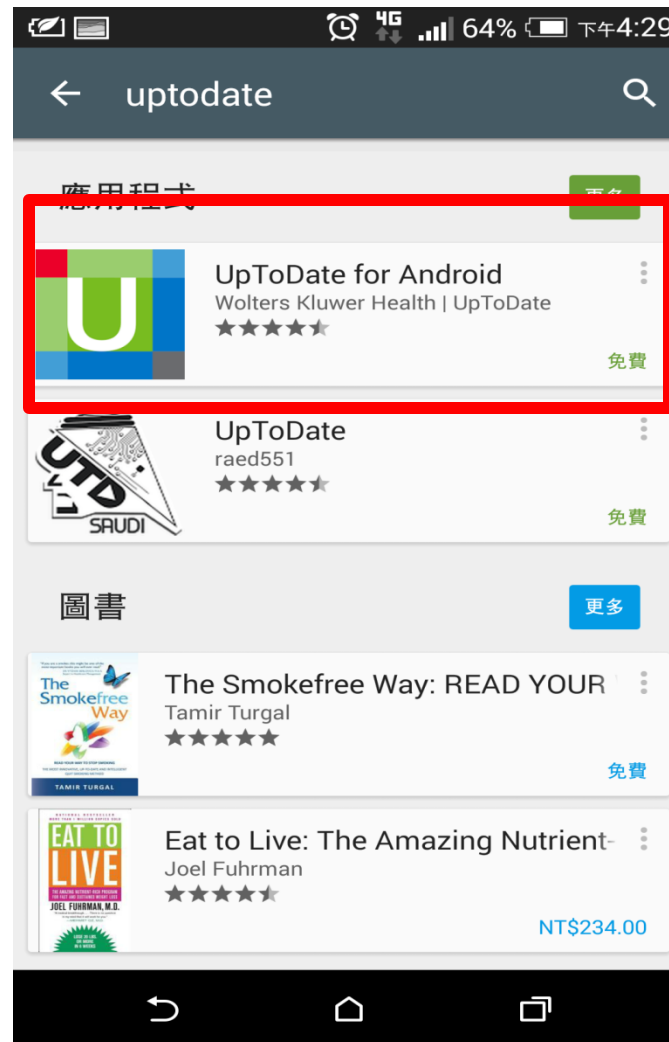 4G 64% 下午4:29
uptodate
應用程式
更多
U
UpToDate for Android
Wolters Kluwer Health | UpToDate
免費
UTD
V1
SAUDI
UpToDate
raed551
免費
圖書
更多
The
Smokefree
Way
TAMIR TURGAL
The Smokefree Way: READ YOUR
Tamir Turgal
免費
EAT TO
LIVE
JOEL FUHRMAN, M.D.
Eat to Live: The Amazing Nutrient-
Joel Fuhrman
NT$234.00